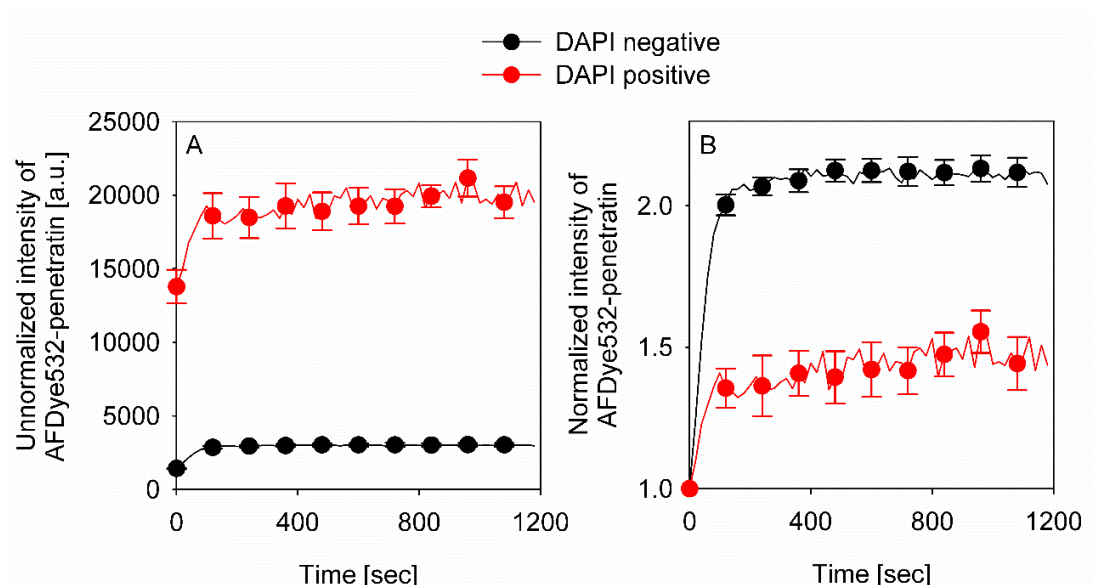 DAPI negative
DAPI positive
A
Unnormalized intensity of
AFDye532-penetratin [a.u.]
25000
20000
15000
10000
5000
0
0
400
800
1200
Time [sec]
B
Normalized intensity of
AFDye532-penetratin
2.0
1.5
1.0
0
400
800
1200
Time [sec]